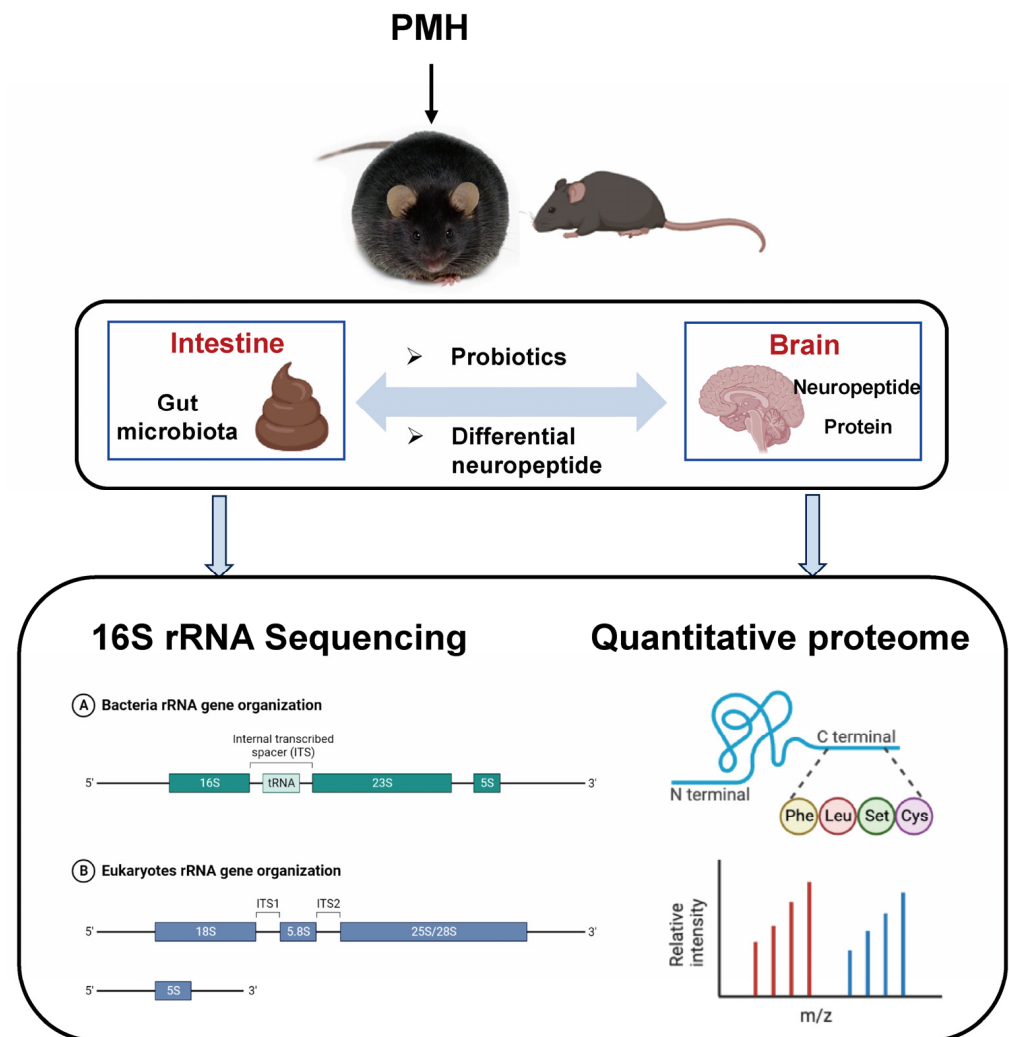 PMH
Intestine
Gut
microbiota
➢ Probiotics
➢ Differential
neuropeptide
Brain
Neuropeptide
Protein
16S rRNA Sequencing
A Bacteria rRNA gene organization
Internal transcribed
spacer (ITS)
5' 16S tRNA 23S 5S 3'
B Eukaryotes rRNA gene organization
ITS1 ITS2
5' 18S 5.8S 25S/28S 3'
5' 5S 3'
Quantitative proteome
C terminal
N terminal
Phe Leu Set Cys
Relative
intensity
m/z